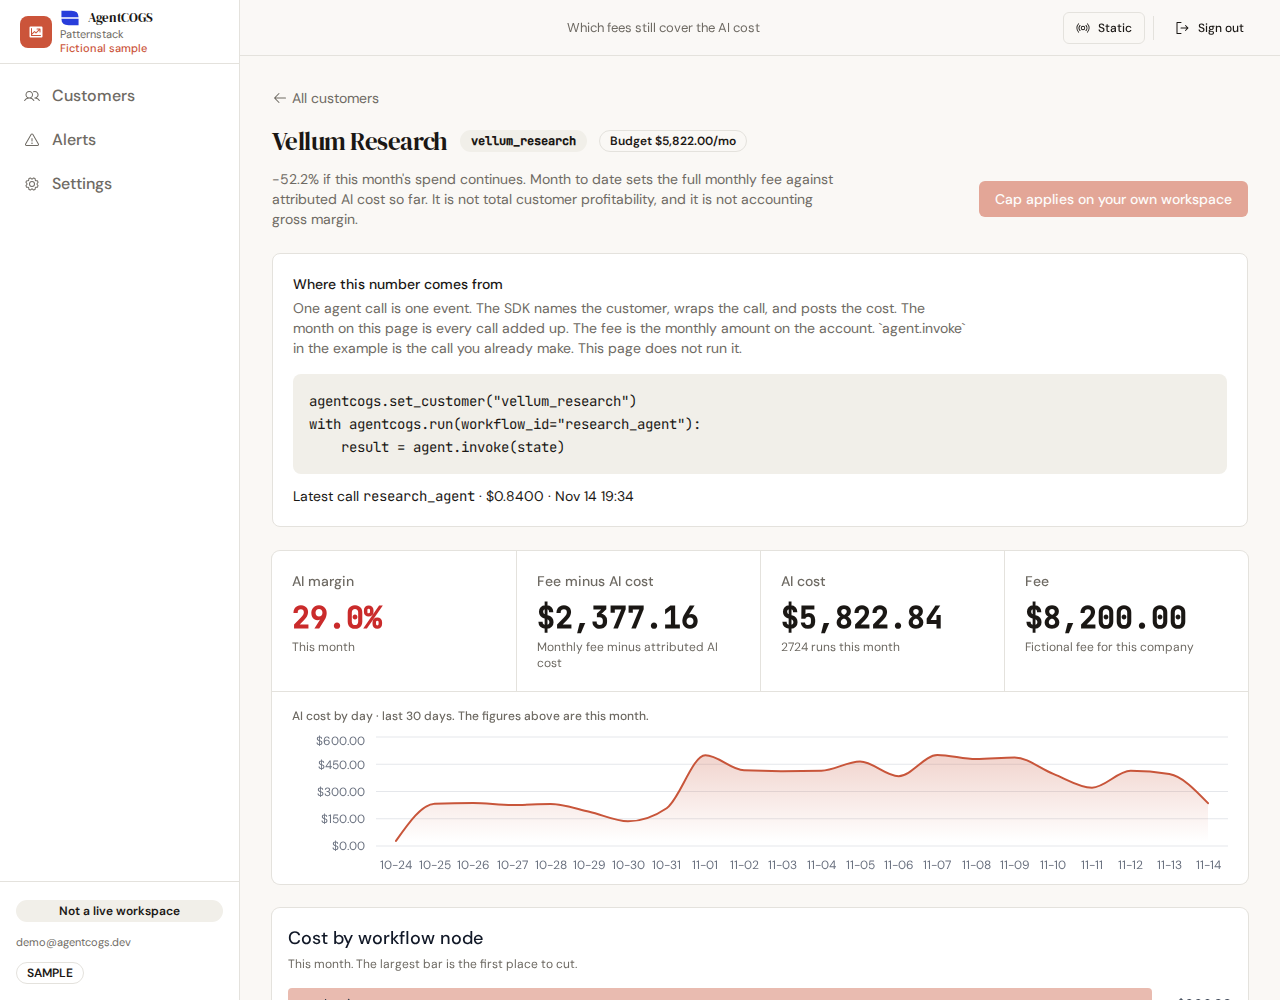 AgentCOGS
Patternstack
Fictional sample
Customers
Alerts
Settings
Not a live workspace
demo@agentcogs.dev
SAMPLE
Which fees still cover the AI cost
Static
Sign out
← All customers
Vellum Research
vellum_research
Budget $5,822.00/mo
-52.2% if this month's spend continues. Month to date sets the full monthly fee against
attributed AI cost so far. It is not total customer profitability, and it is not accounting
gross margin.
Cap applies on your own workspace
Where this number comes from
One agent call is one event. The SDK names the customer, wraps the call, and posts the cost. The
month on this page is every call added up. The fee is the monthly amount on the account. `agent.invoke`
in the example is the call you already make. This page does not run it.
agentcogs.set_customer("vellum_research")
with agentcogs.run(workflow_id="research_agent"):
    result = agent.invoke(state)
Latest call research_agent · $0.8400 · Nov 14 19:34
AI margin
29.0%
This month
Fee minus AI cost
$2,377.16
Monthly fee minus attributed AI
cost
AI cost
$5,822.84
2724 runs this month
Fee
$8,200.00
Fictional fee for this company
AI cost by day · last 30 days. The figures above are this month.
$600.00
$450.00
$300.00
$150.00
$0.00
10-24 10-25 10-26 10-27 10-28 10-29 10-30 10-31 11-01 11-02 11-03 11-04 11-05 11-06 11-07 11-08 11-09 11-10 11-11 11-12 11-13 11-14
Cost by workflow node
This month. The largest bar is the first place to cut.